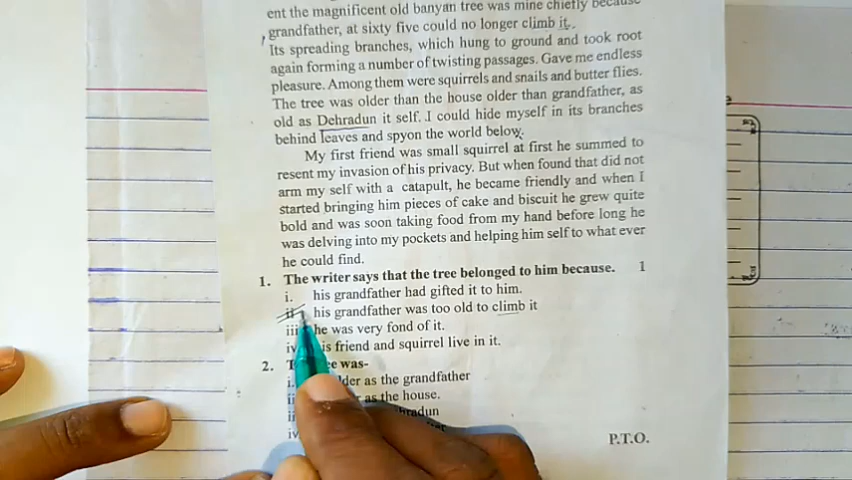 ent the magnificent old banyan tree was mine chiefly because
grandfather, at sixty five could no longer climb it.
Its spreading branches, which hung to ground and took root
again forming a number of twisting passages. Gave me endless
pleasure. Among them were squirrels and snails and butter flies.
The tree was older than the house older than grandfather, as
old as Dehradun it self. I could hide myself in its branches
behind leaves and spyon the world below.
My first friend was small squirrel at first he summed to
resent my invasion of his privacy. But when found that did not
arm my self with a catapult, he became friendly and when I
started bringing him pieces of cake and biscuit he grew quite
bold and was soon taking food from my hand before long he
was delving into my pockets and helping him self to what ever
he could find.
1. The writer says that the tree belonged to him because. 1
i. his grandfather had gifted it to him.
ii his grandfather was too old to climb it
iii he was very fond of it.
iv is friend and squirrel live in it.
2. was-
i. lder as the grandfather
as the house.
hradun
iv
P.T.O.